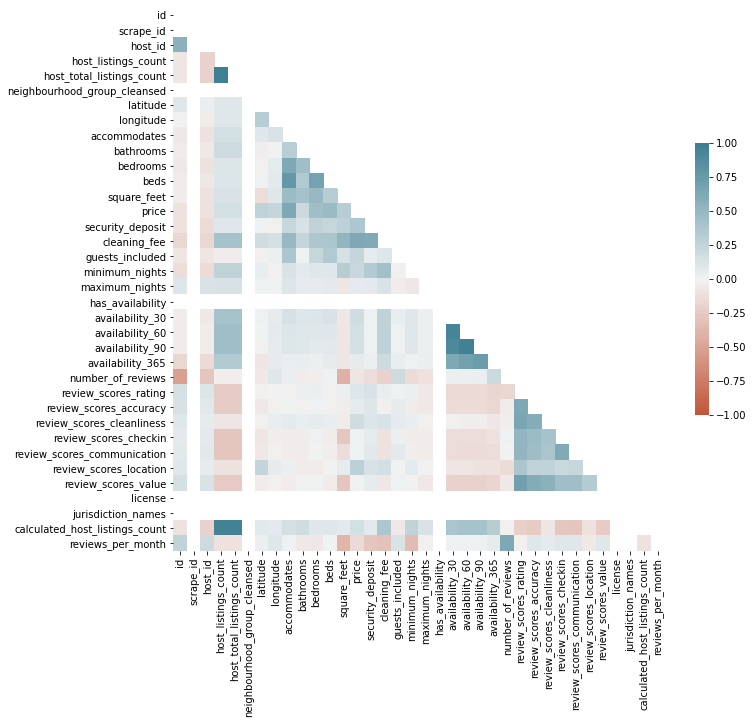 id
scrape_id
host_id
host_listings_count
host_total_listings_count
neighbourhood_group_cleansed
latitude
longitude
accommodates
bathrooms
bedrooms
beds
square_feet
price
security_deposit
cleaning_fee
guests_included
minimum_nights
maximum_nights
has_availability
availability_30
availability_60
availability_90
availability_365
number_of_reviews
review_scores_rating
review_scores_accuracy
review_scores_cleanliness
review_scores_checkin
review_scores_communication
review_scores_location
review_scores_value
license
jurisdiction_names
calculated_host_listings_count
reviews_per_month
id
scrape_id
host_id
host_listings_count
host_total_listings_count
neighbourhood_group_cleansed
latitude
longitude
accommodates
bathrooms
bedrooms
beds
square_feet
price
security_deposit
cleaning_fee
guests_included
minimum_nights
maximum_nights
has_availability
availability_30
availability_60
availability_90
availability_365
number_of_reviews
review_scores_rating
review_scores_accuracy
review_scores_cleanliness
review_scores_checkin
review_scores_communication
review_scores_location
review_scores_value
license
jurisdiction_names
calculated_host_listings_count
reviews_per_month
1.00
0.75
0.50
0.25
0.00
−0.25
−0.50
−0.75
−1.00